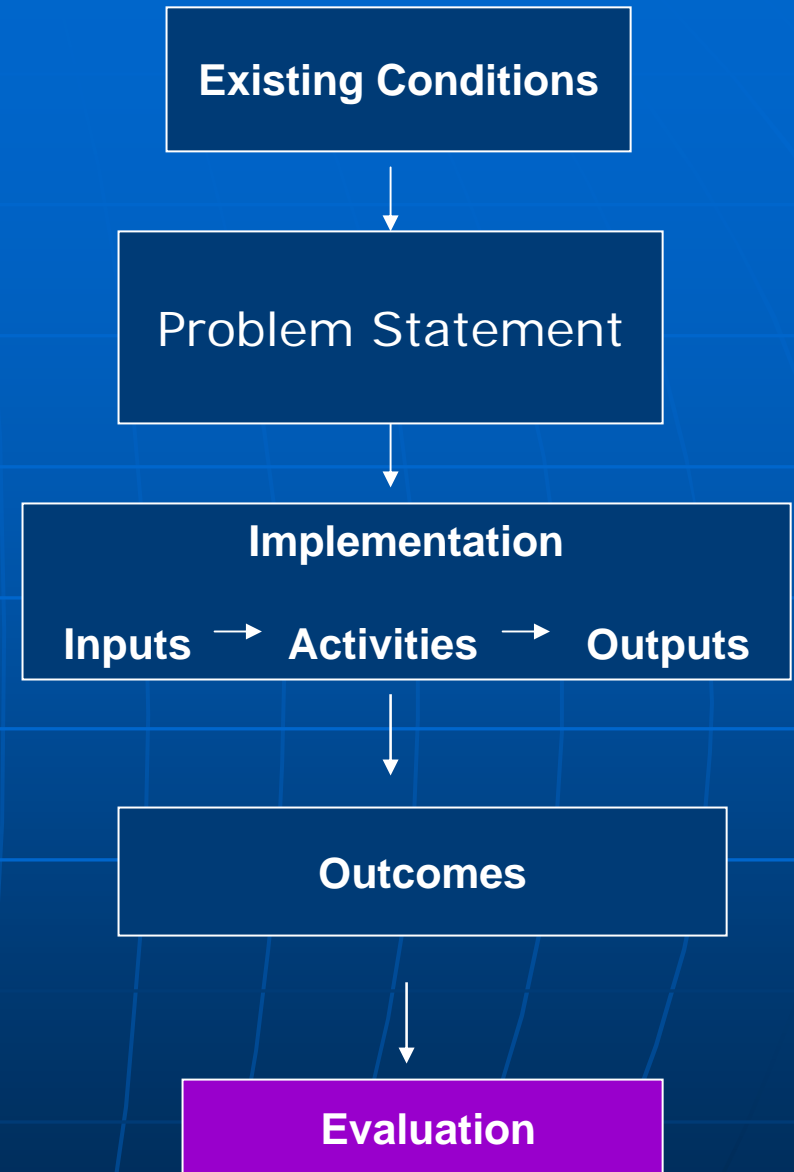 Existing Conditions
Problem Statement
Implementation
Inputs Activities Outputs
Outcomes
Evaluation